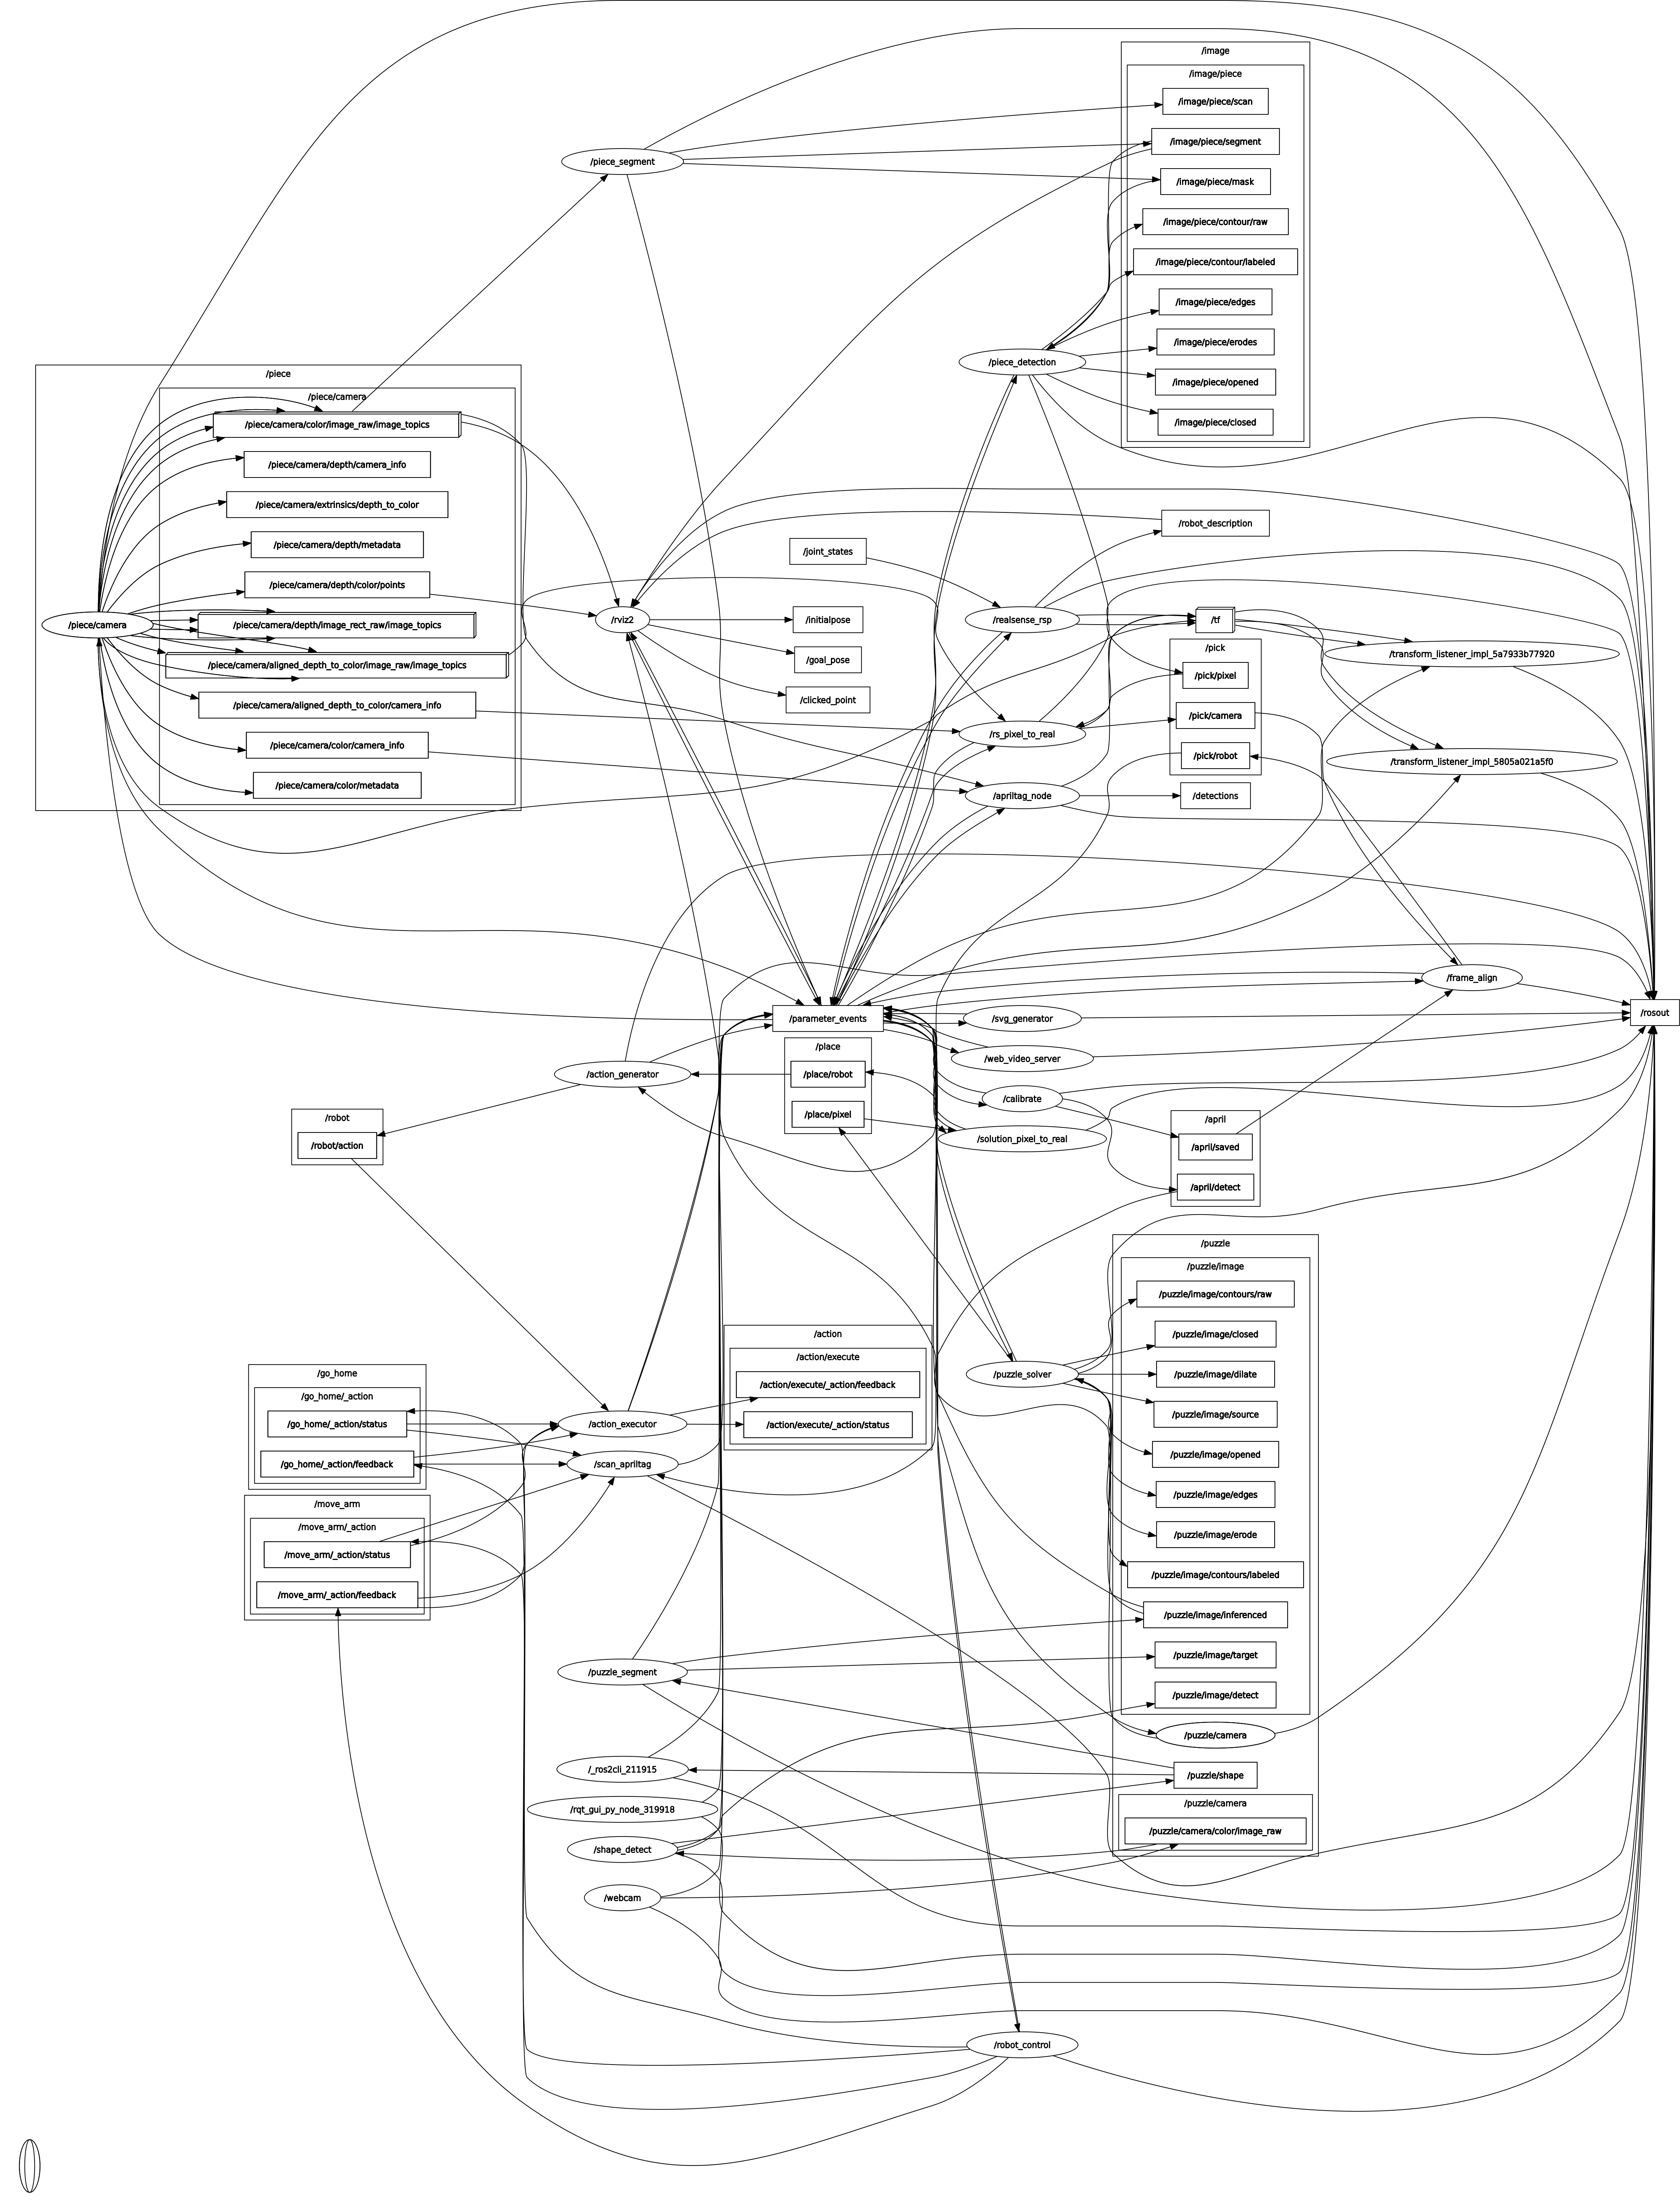 /image
/image/piece
/image/piece/scan
/image/piece/segment
/image/piece/mask
/image/piece/contour/raw
/image/piece/contour/labeled
/image/piece/edges
/image/piece/erodes
/image/piece/opened
/image/piece/closed
/piece_segment
/piece_detection
/piece
/piece/camera
/piece/camera/color/image_raw/image_topics
/piece/camera/depth/camera_info
/piece/camera/extrinsics/depth_to_color
/piece/camera/depth/metadata
/piece/camera/depth/color/points
/piece/camera/depth/image_rect_raw/image_topics
/piece/camera/aligned_depth_to_color/image_raw/image_topics
/piece/camera/aligned_depth_to_color/camera_info
/piece/camera/color/camera_info
/piece/camera/color/metadata
/piece/camera
/rviz2
/joint_states
/initialpose
/goal_pose
/clicked_point
/robot_description
/realsense_rsp
/tf
/transform_listener_impl_5a7933b77920
/transform_listener_impl_5805a021a5f0
/pick
/pick/pixel
/pick/camera
/pick/robot
/rs_pixel_to_real
/apriltag_node
/detections
/frame_align
/rosout
/parameter_events
/svg_generator
/web_video_server
/calibrate
/solution_pixel_to_real
/place
/place/robot
/place/pixel
/action_generator
/robot
/robot/action
/april
/april/saved
/april/detect
/puzzle
/puzzle/image
/puzzle/image/contours/raw
/puzzle/image/closed
/puzzle/image/dilate
/puzzle/image/source
/puzzle/image/opened
/puzzle/image/edges
/puzzle/image/erode
/puzzle/image/contours/labeled
/puzzle/image/inferenced
/puzzle/image/target
/puzzle/image/detect
/puzzle/camera
/puzzle/shape
/puzzle/camera
/puzzle/camera/color/image_raw
/puzzle_solver
/action
/action/execute
/action/execute/_action/feedback
/action/execute/_action/status
/go_home
/go_home/_action
/go_home/_action/status
/go_home/_action/feedback
/move_arm
/move_arm/_action
/move_arm/_action/status
/move_arm/_action/feedback
/action_executor
/scan_apriltag
/puzzle_segment
/_ros2cli_211915
/rqt_gui_py_node_319918
/shape_detect
/webcam
/robot_control